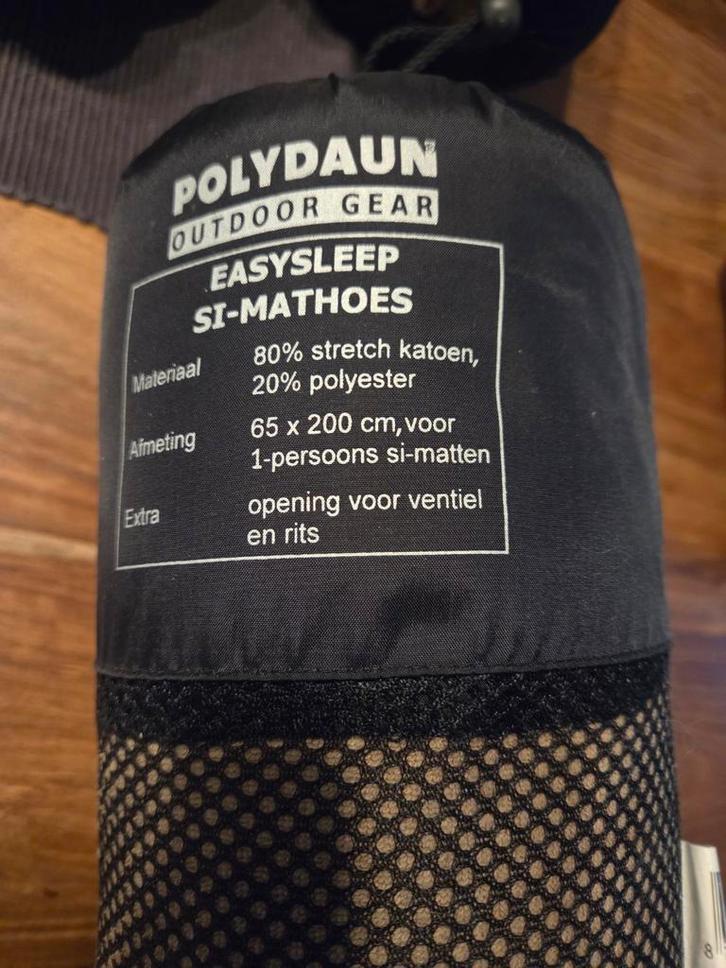 POLYDAUN®
OUTDOOR GEAR
EASYSLEEP
SI-MATHOES
Materiaal 80% stretch katoen,
20% polyester
Afmeting 65 x 200 cm,voor
1-persoons si-matten
Extra opening voor ventiel
en rits
8